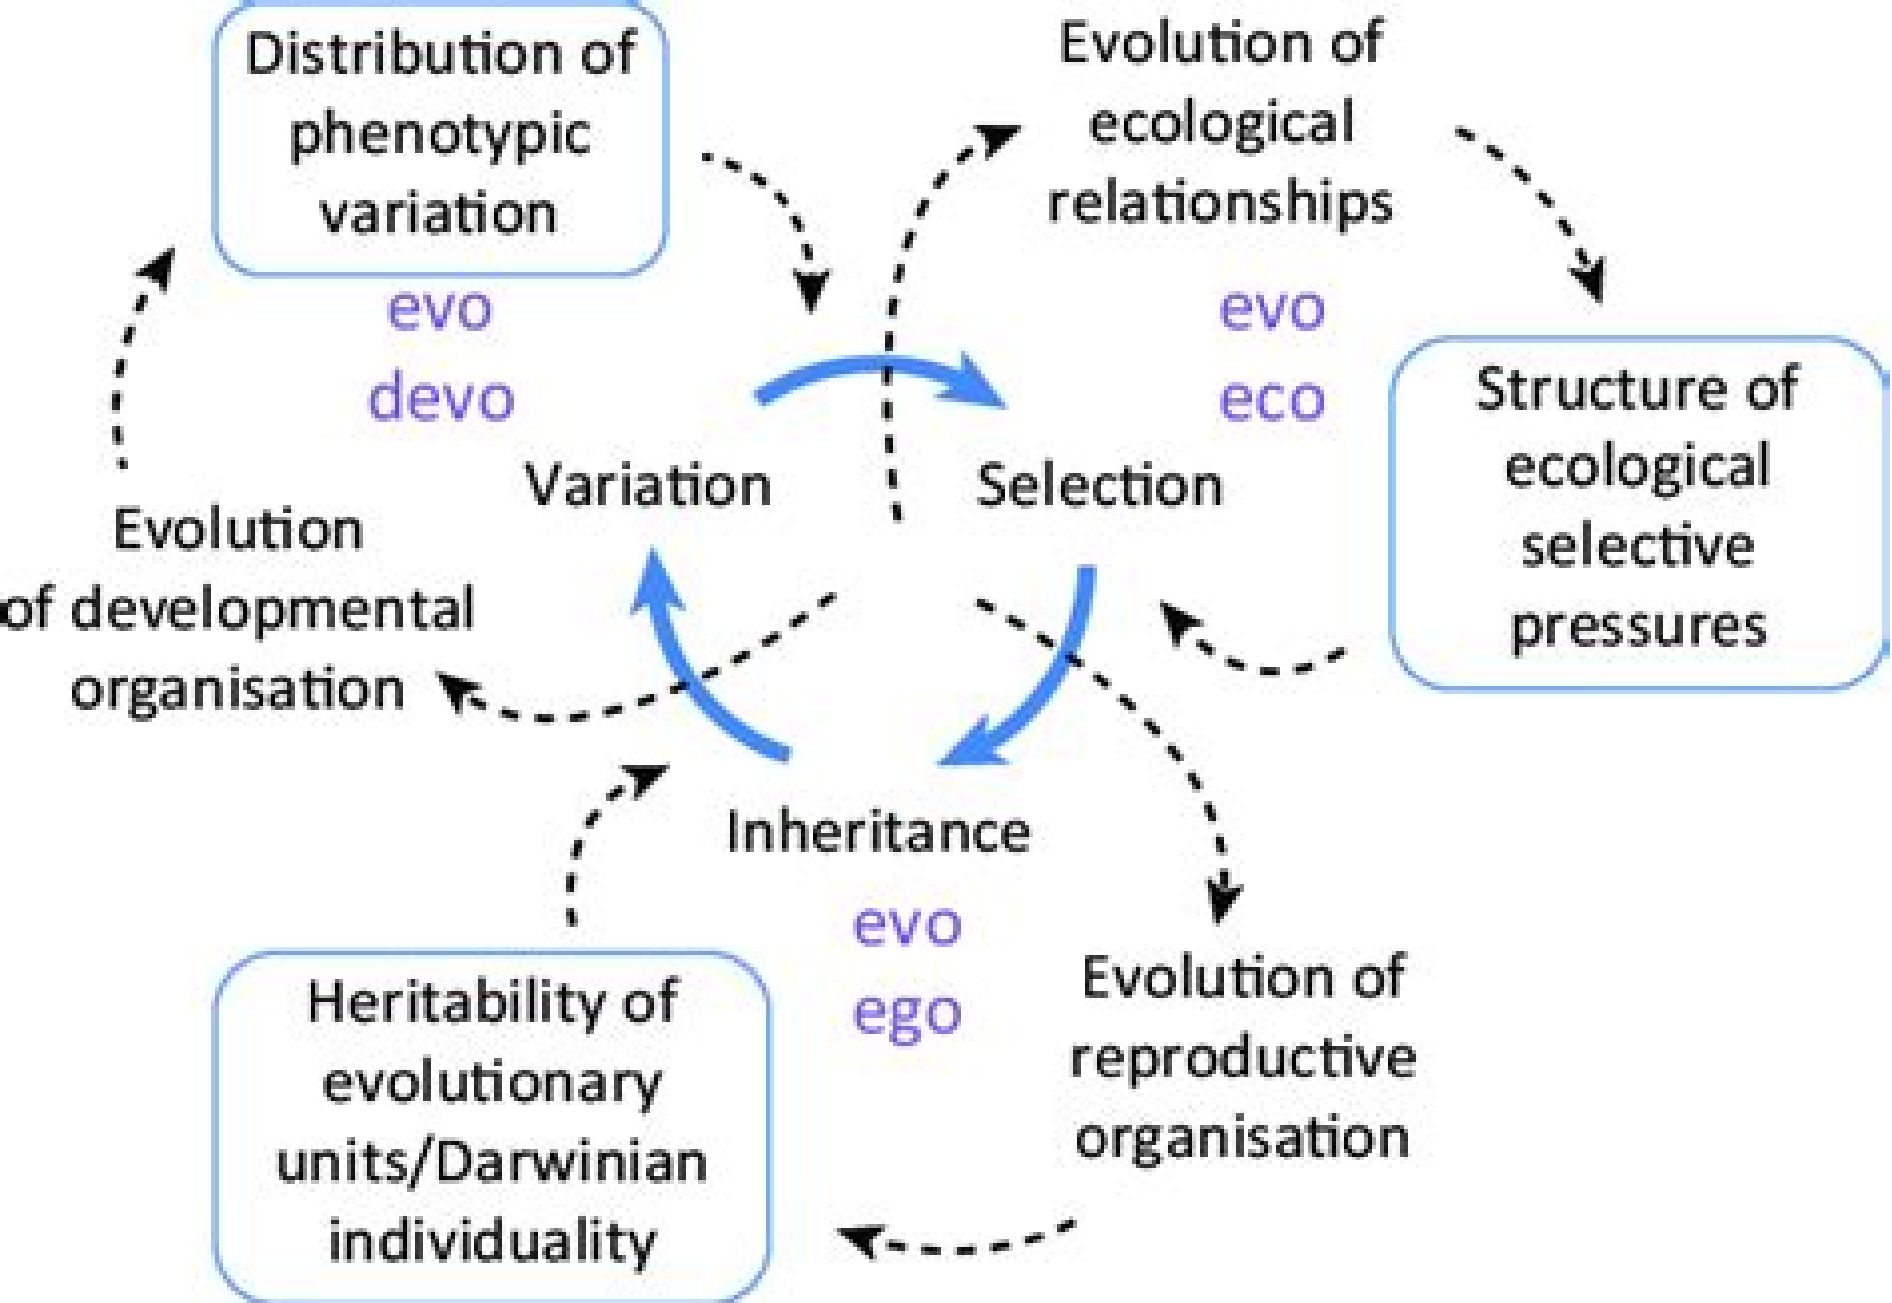 Distribution of
phenotypic
variation
evo
devo
Evolution of
ecological
relationships
evo
eco
Structure of
ecological
selective
pressures
Variation
Selection
Evolution
of developmental
organisation
Inheritance
evo
ego
Heritability of
evolutionary
units/Darwinian
individuality
Evolution of
reproductive
organisation